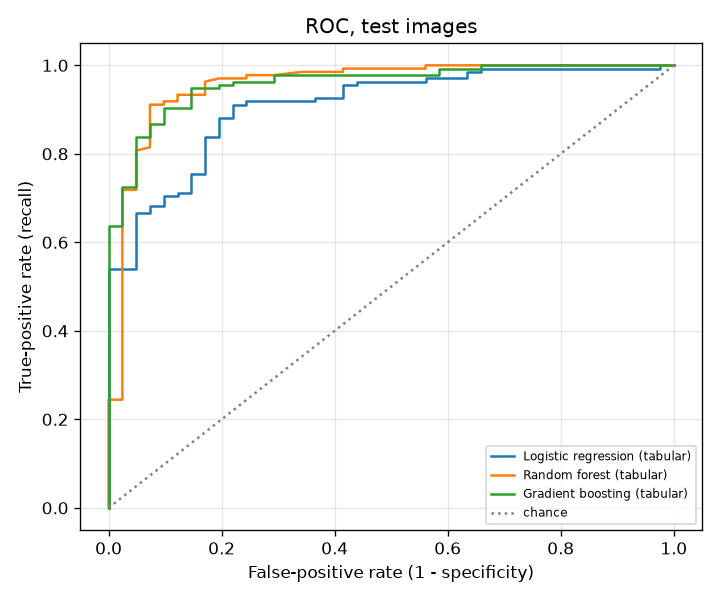 ROC, test images
True-positive rate (recall)
1.0
0.8
0.6
0.4
0.2
0.0
0.0 0.2 0.4 0.6 0.8 1.0
False-positive rate (1 - specificity)
Logistic regression (tabular)
Random forest (tabular)
Gradient boosting (tabular)
chance